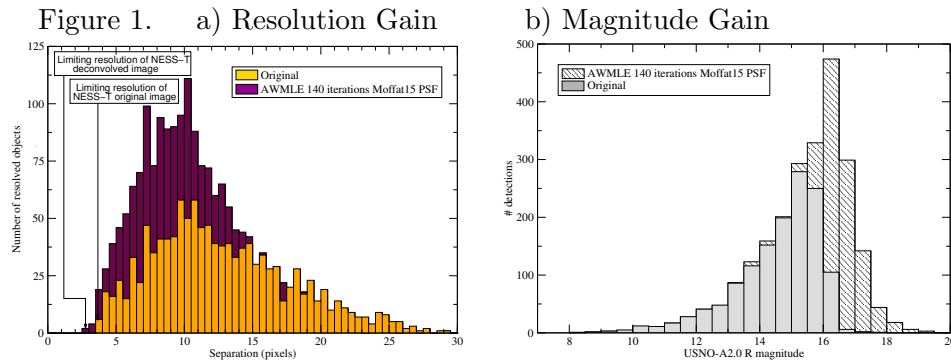 Figure 1. a) Resolution Gain b) Magnitude Gain
125
100
75
50
25
0
Number of resolved objects
Limiting resolution of NESS-T
deconvolved image
Limiting resolution of
NESS-T original image
Original
AWMLE 140 iterations Moffat15 PSF
0 5 10 15 20 25 30
Separation (pixels)
500
400
300
200
100
0
# detections
AWMLE 140 iterations Moffat15 PSF
Original
8 10 12 14 16 18 20
USNO-A2.0 R magnitude